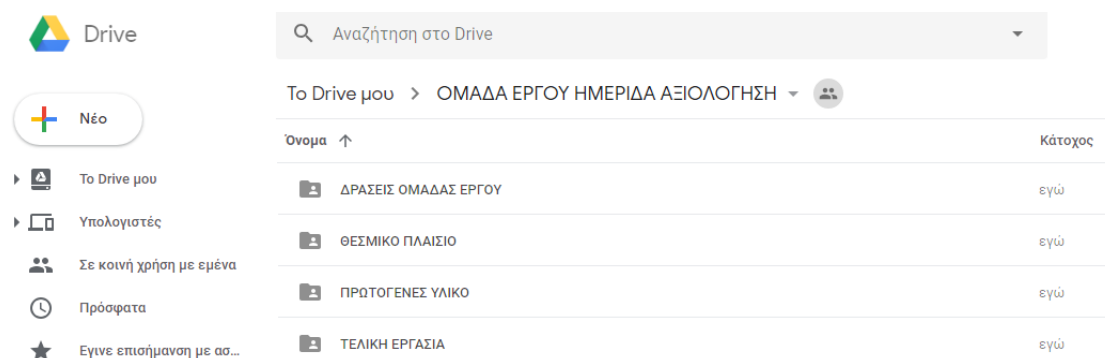 Drive
Αναζήτηση στο Drive
Το Drive μου > ΟΜΑΔΑ ΕΡΓΟΥ ΗΜΕΡΙΔΑ ΑΞΙΟΛΟΓΗΣΗ
Νέο
Όνομα ↑ Κάτοχος
Το Drive μου
ΔΡΑΣΕΙΣ ΟΜΑΔΑΣ ΕΡΓΟΥ εγώ
Υπολογιστές
ΘΕΣΜΙΚΟ ΠΛΑΙΣΙΟ εγώ
Σε κοινή χρήση με εμένα
ΠΡΩΤΟΓΕΝΕΣ ΥΛΙΚΟ εγώ
Πρόσφατα
ΤΕΛΙΚΗ ΕΡΓΑΣΙΑ εγώ
Εγινε επισήμανση με ασ...